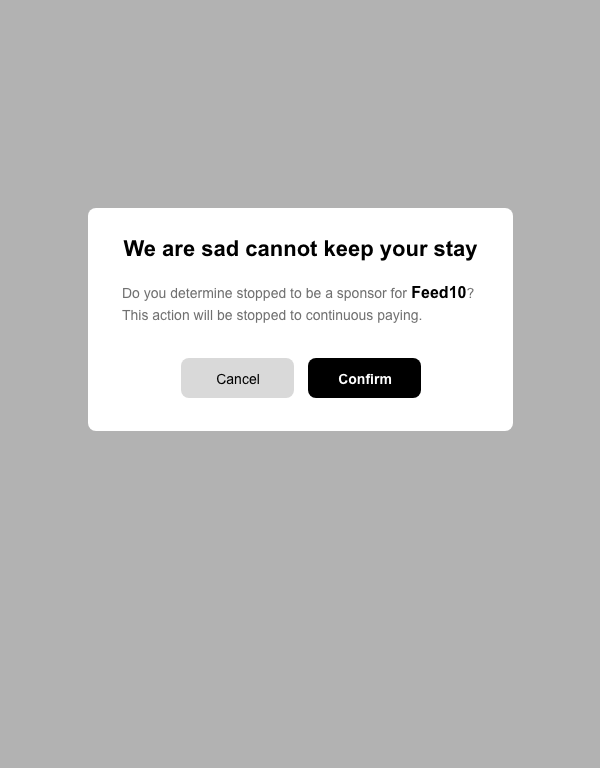 We are sad cannot keep your stay
Do you determine stopped to be a sponsor for Feed10?
This action will be stopped to continuous paying.
Cancel
Confirm